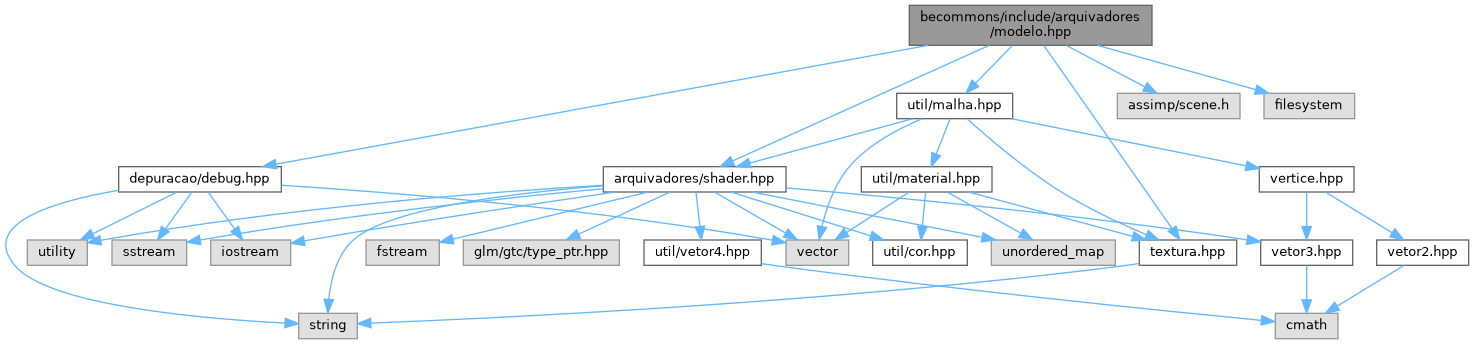 becommons/include/arquivadores
/modelo.hpp
util/malha.hpp
assimp/scene.h
filesystem
depuracao/debug.hpp
arquivadores/shader.hpp
util/material.hpp
vertice.hpp
utility
sstream
iostream
fstream
glm/gtc/type_ptr.hpp
util/vetor4.hpp
vector
util/cor.hpp
unordered_map
textura.hpp
vetor3.hpp
vetor2.hpp
string
cmath